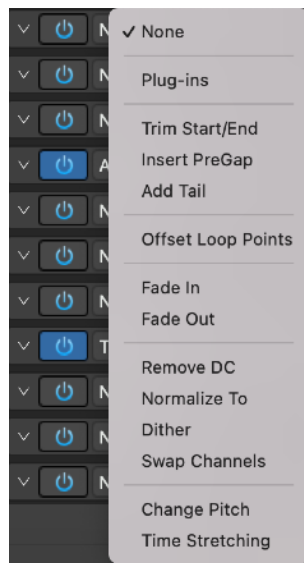 N
✓ None
N
Plug-ins
N
Trim Start/End
A
Insert PreGap
Add Tail
N
Offset Loop Points
N
Fade In
N
Fade Out
T
Remove DC
N
Normalize To
N
Dither
Swap Channels
N
Change Pitch
Time Stretching